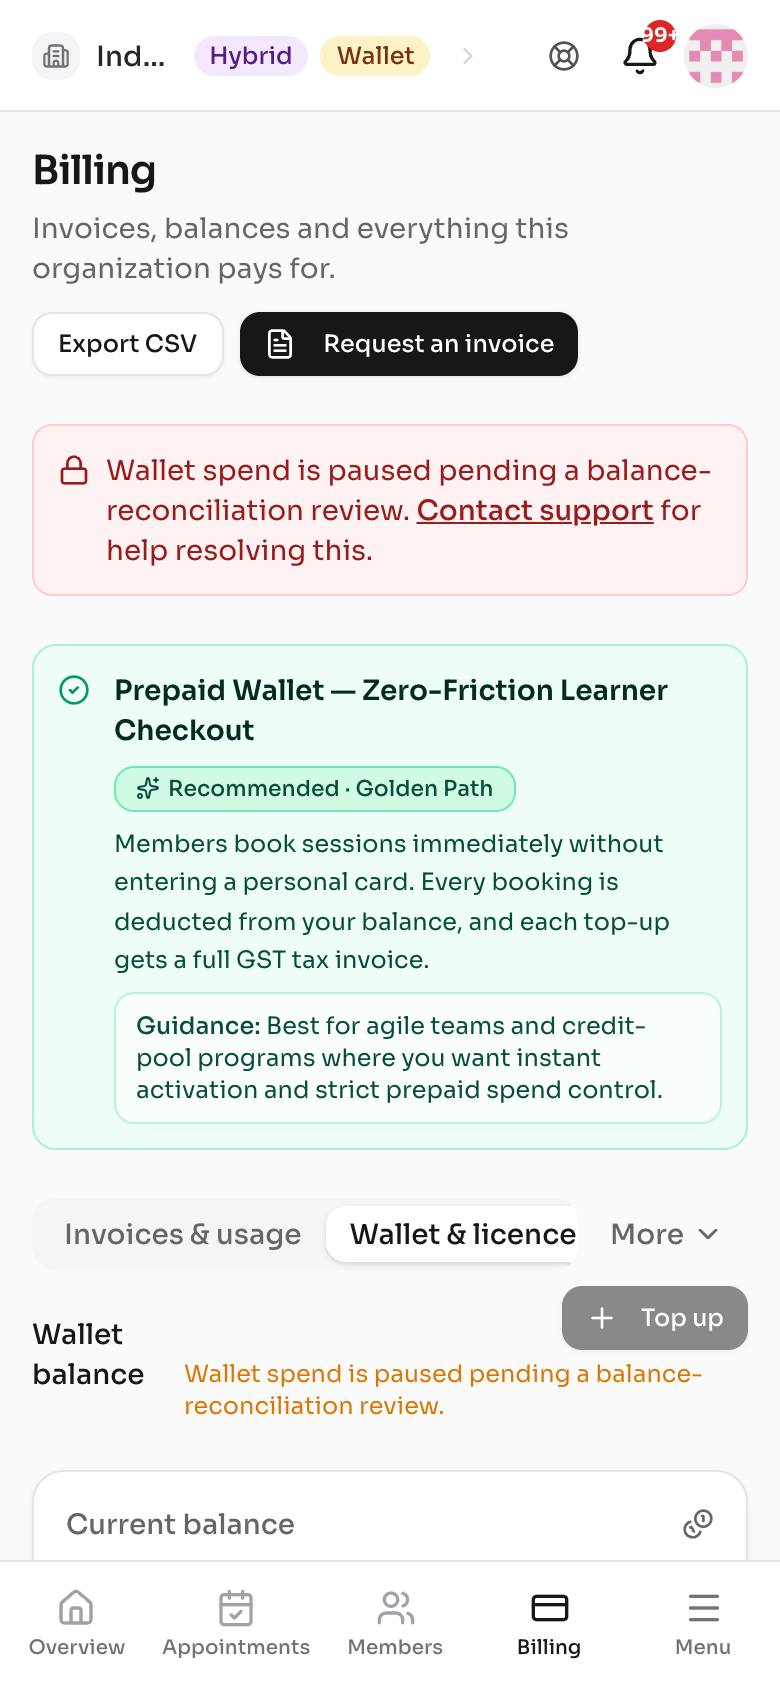 Ind...
Hybrid
Wallet
99+
Billing
Invoices, balances and everything this
organization pays for.
Export CSV
Request an invoice
Wallet spend is paused pending a balance-
reconciliation review. Contact support for
help resolving this.
Prepaid Wallet — Zero-Friction Learner
Checkout
Recommended · Golden Path
Members book sessions immediately without
entering a personal card. Every booking is
deducted from your balance, and each top-up
gets a full GST tax invoice.
Guidance: Best for agile teams and credit-
pool programs where you want instant
activation and strict prepaid spend control.
Invoices & usage
Wallet & licence
More
Wallet
balance
Top up
Wallet spend is paused pending a balance-
reconciliation review.
Current balance
Overview
Appointments
Members
Billing
Menu